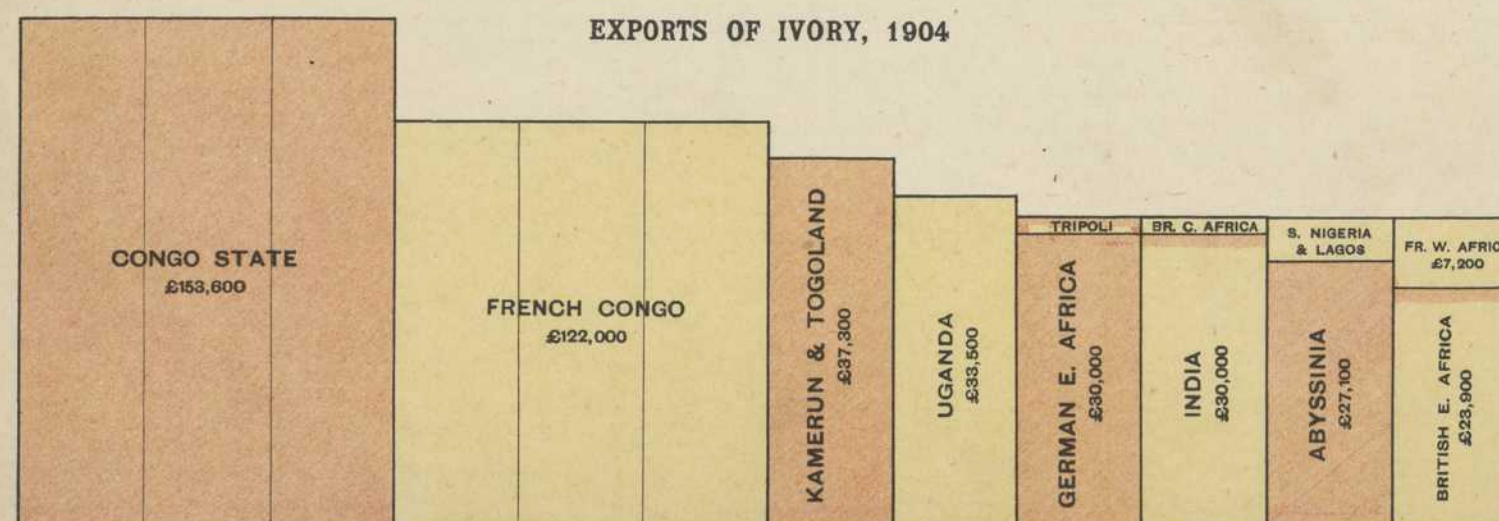 EXPORTS OF IVORY, 1904
CONGO STATE
£153,600
FRENCH CONGO
£122,000
KAMERUN & TOGOLAND
£37,300
UGANDA
£33,500
TRIPOLI
GERMAN E. AFRICA
£30,000
BR. C. AFRICA
INDIA
£30,000
S. NIGERIA
& LAGOS
ABYSSINIA
£27,100
FR. W. AFRIC
£7,200
BRITISH E. AFRICA
£23,900